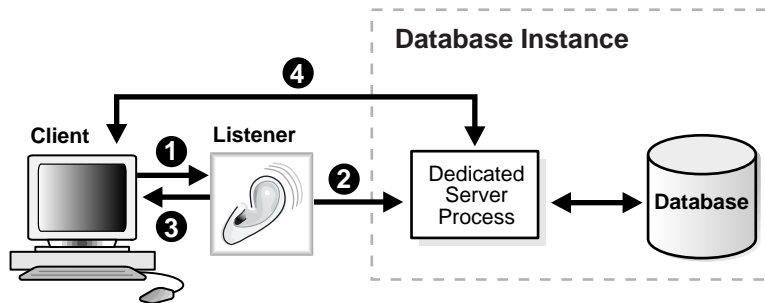 Database Instance
4
Client
Listener
1
2
3
Dedicated
Server
Process
Database